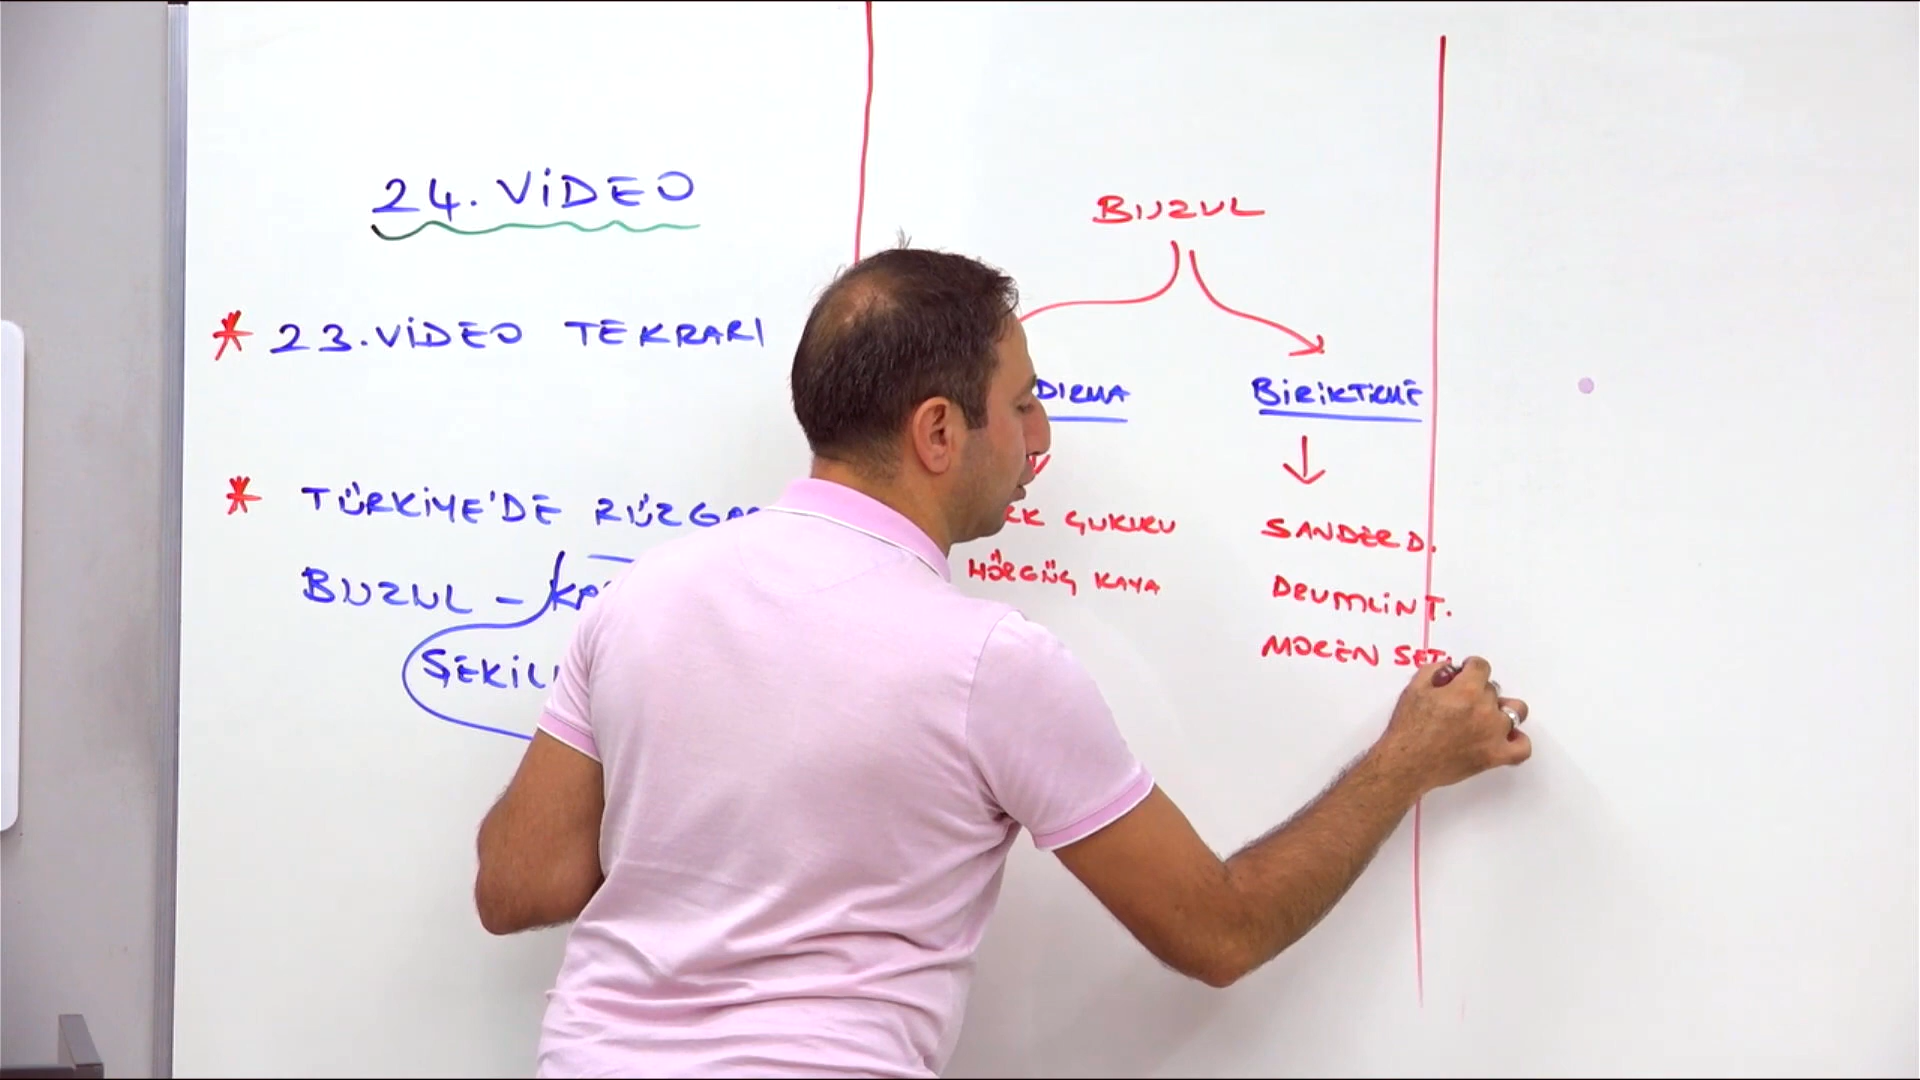 24. VİDEO
* 23. VİDEO TEKRARI
* TÜRKİYE'DE RÜZGA
BUZUL - KA
ŞEKİL
BUZUL
DIRMA
BİRİKTİRME
ÇUKURU
HÖRGÜÇ KAYA
SANDER D.
DRUMLİN T.
MOREN SET